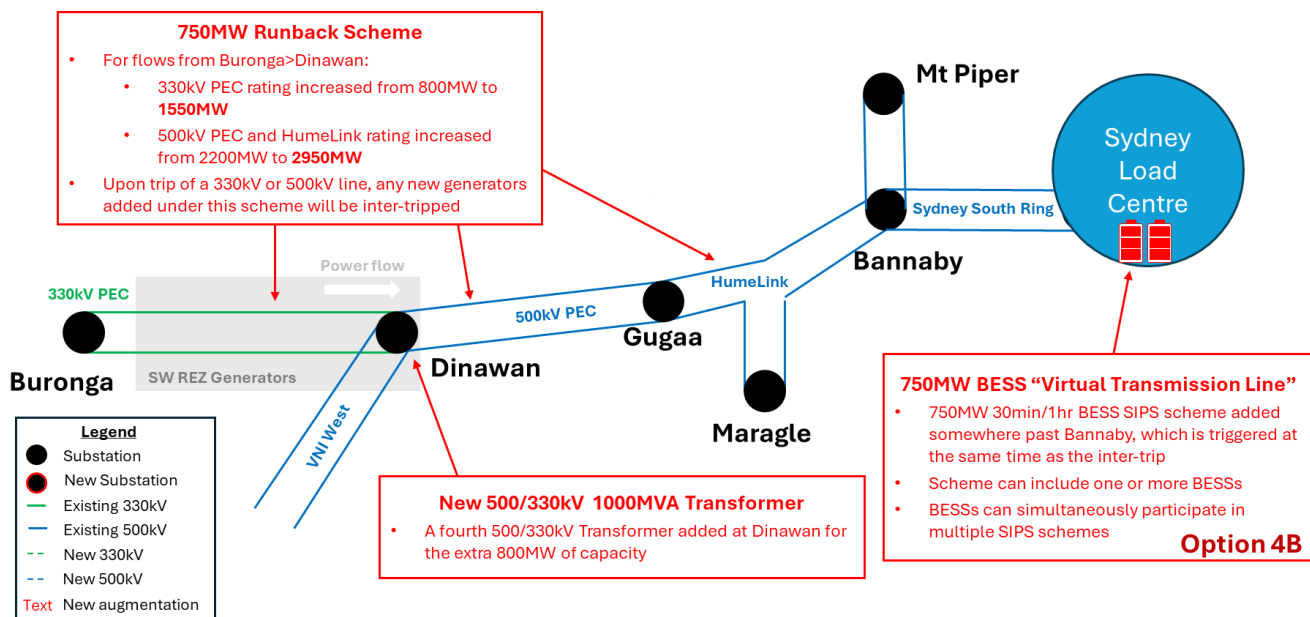 750MW Runback Scheme
• For flows from Buronga>Dinawan:
• 330kV PEC rating increased from 800MW to
1550MW
• 500kV PEC and HumeLink rating increased
from 2200MW to 2950MW
• Upon trip of a 330kV or 500kV line, any new generators
added under this scheme will be inter-tripped
Mt Piper
Sydney
Load
Centre
Sydney South Ring
Bannaby
Power flow
HumeLink
330kV PEC
500kV PEC
Gugaa
Dinawan
Buronga
SW REZ Generators
VNI West
Maragle
750MW BESS “Virtual Transmission Line”
• 750MW 30min/1hr BESS SIPS scheme added
somewhere past Bannaby, which is triggered at
the same time as the inter-trip
• Scheme can include one or more BESSs
• BESSs can simultaneously participate in
multiple SIPS schemes
Option 4B
New 500/330kV 1000MVA Transformer
• A fourth 500/330kV Transformer added at Dinawan for
the extra 800MW of capacity
Legend
Substation
New Substation
Existing 330kV
Existing 500kV
New 330kV
New 500kV
Text New augmentation